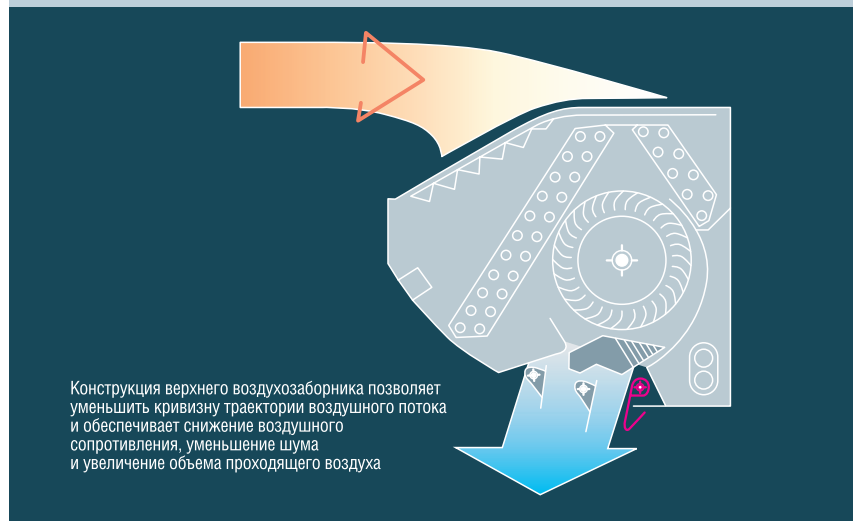 Конструкция верхнего воздухозаборника позволяет
уменьшить кривизну траектории воздушного потока
и обеспечивает снижение воздушного
сопротивления, уменьшение шума
и увеличение объема проходящего воздуха